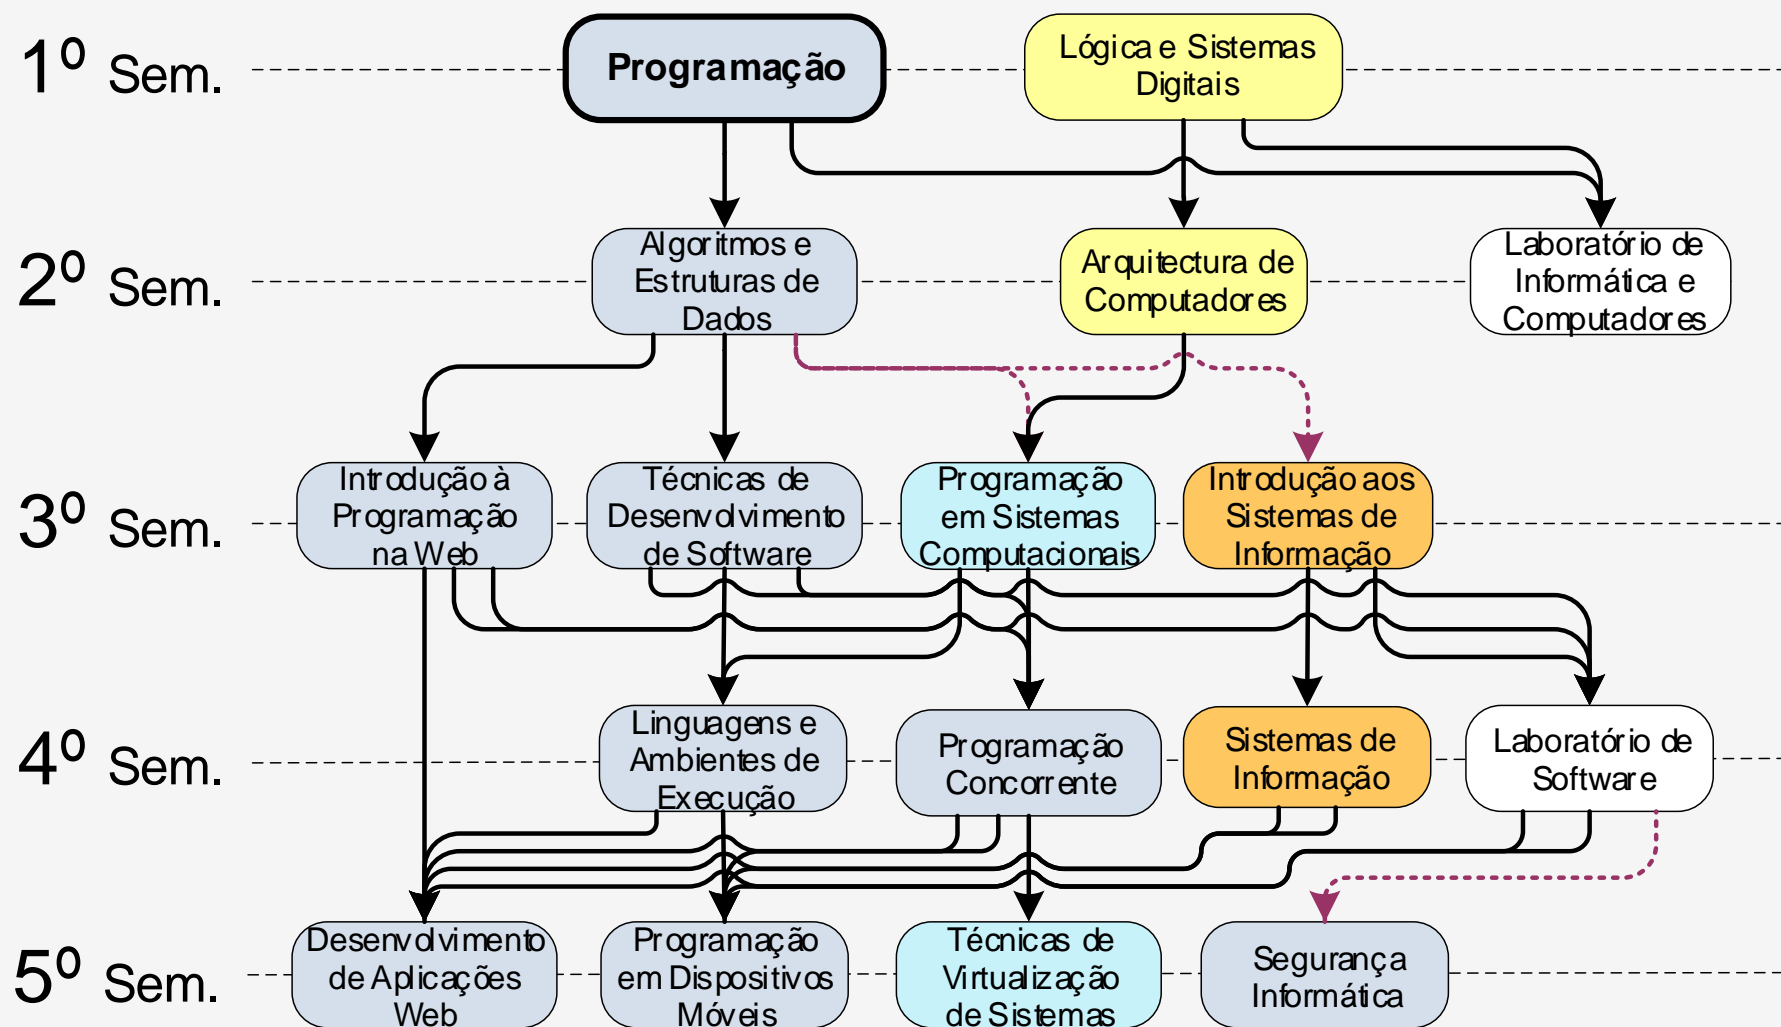 1º Sem.
Programação
Lógica e Sistemas
Digitais
2º Sem.
Algoritmos e
Estruturas de
Dados
Arquitectura de
Computadores
Laboratório de
Informática e
Computadores
3º Sem.
Introdução à
Programação
na Web
Técnicas de
Desenvolvimento
de Software
Programação
em Sistemas
Computacionais
Introdução aos
Sistemas de
Informação
4º Sem.
Linguagens e
Ambientes de
Execução
Programação
Concorrente
Sistemas de
Informação
Laboratório de
Software
5º Sem.
Desenvolvimento
de Aplicações
Web
Programação
em Dispositivos
Móveis
Técnicas de
Virtualização
de Sistemas
Segurança
Informática